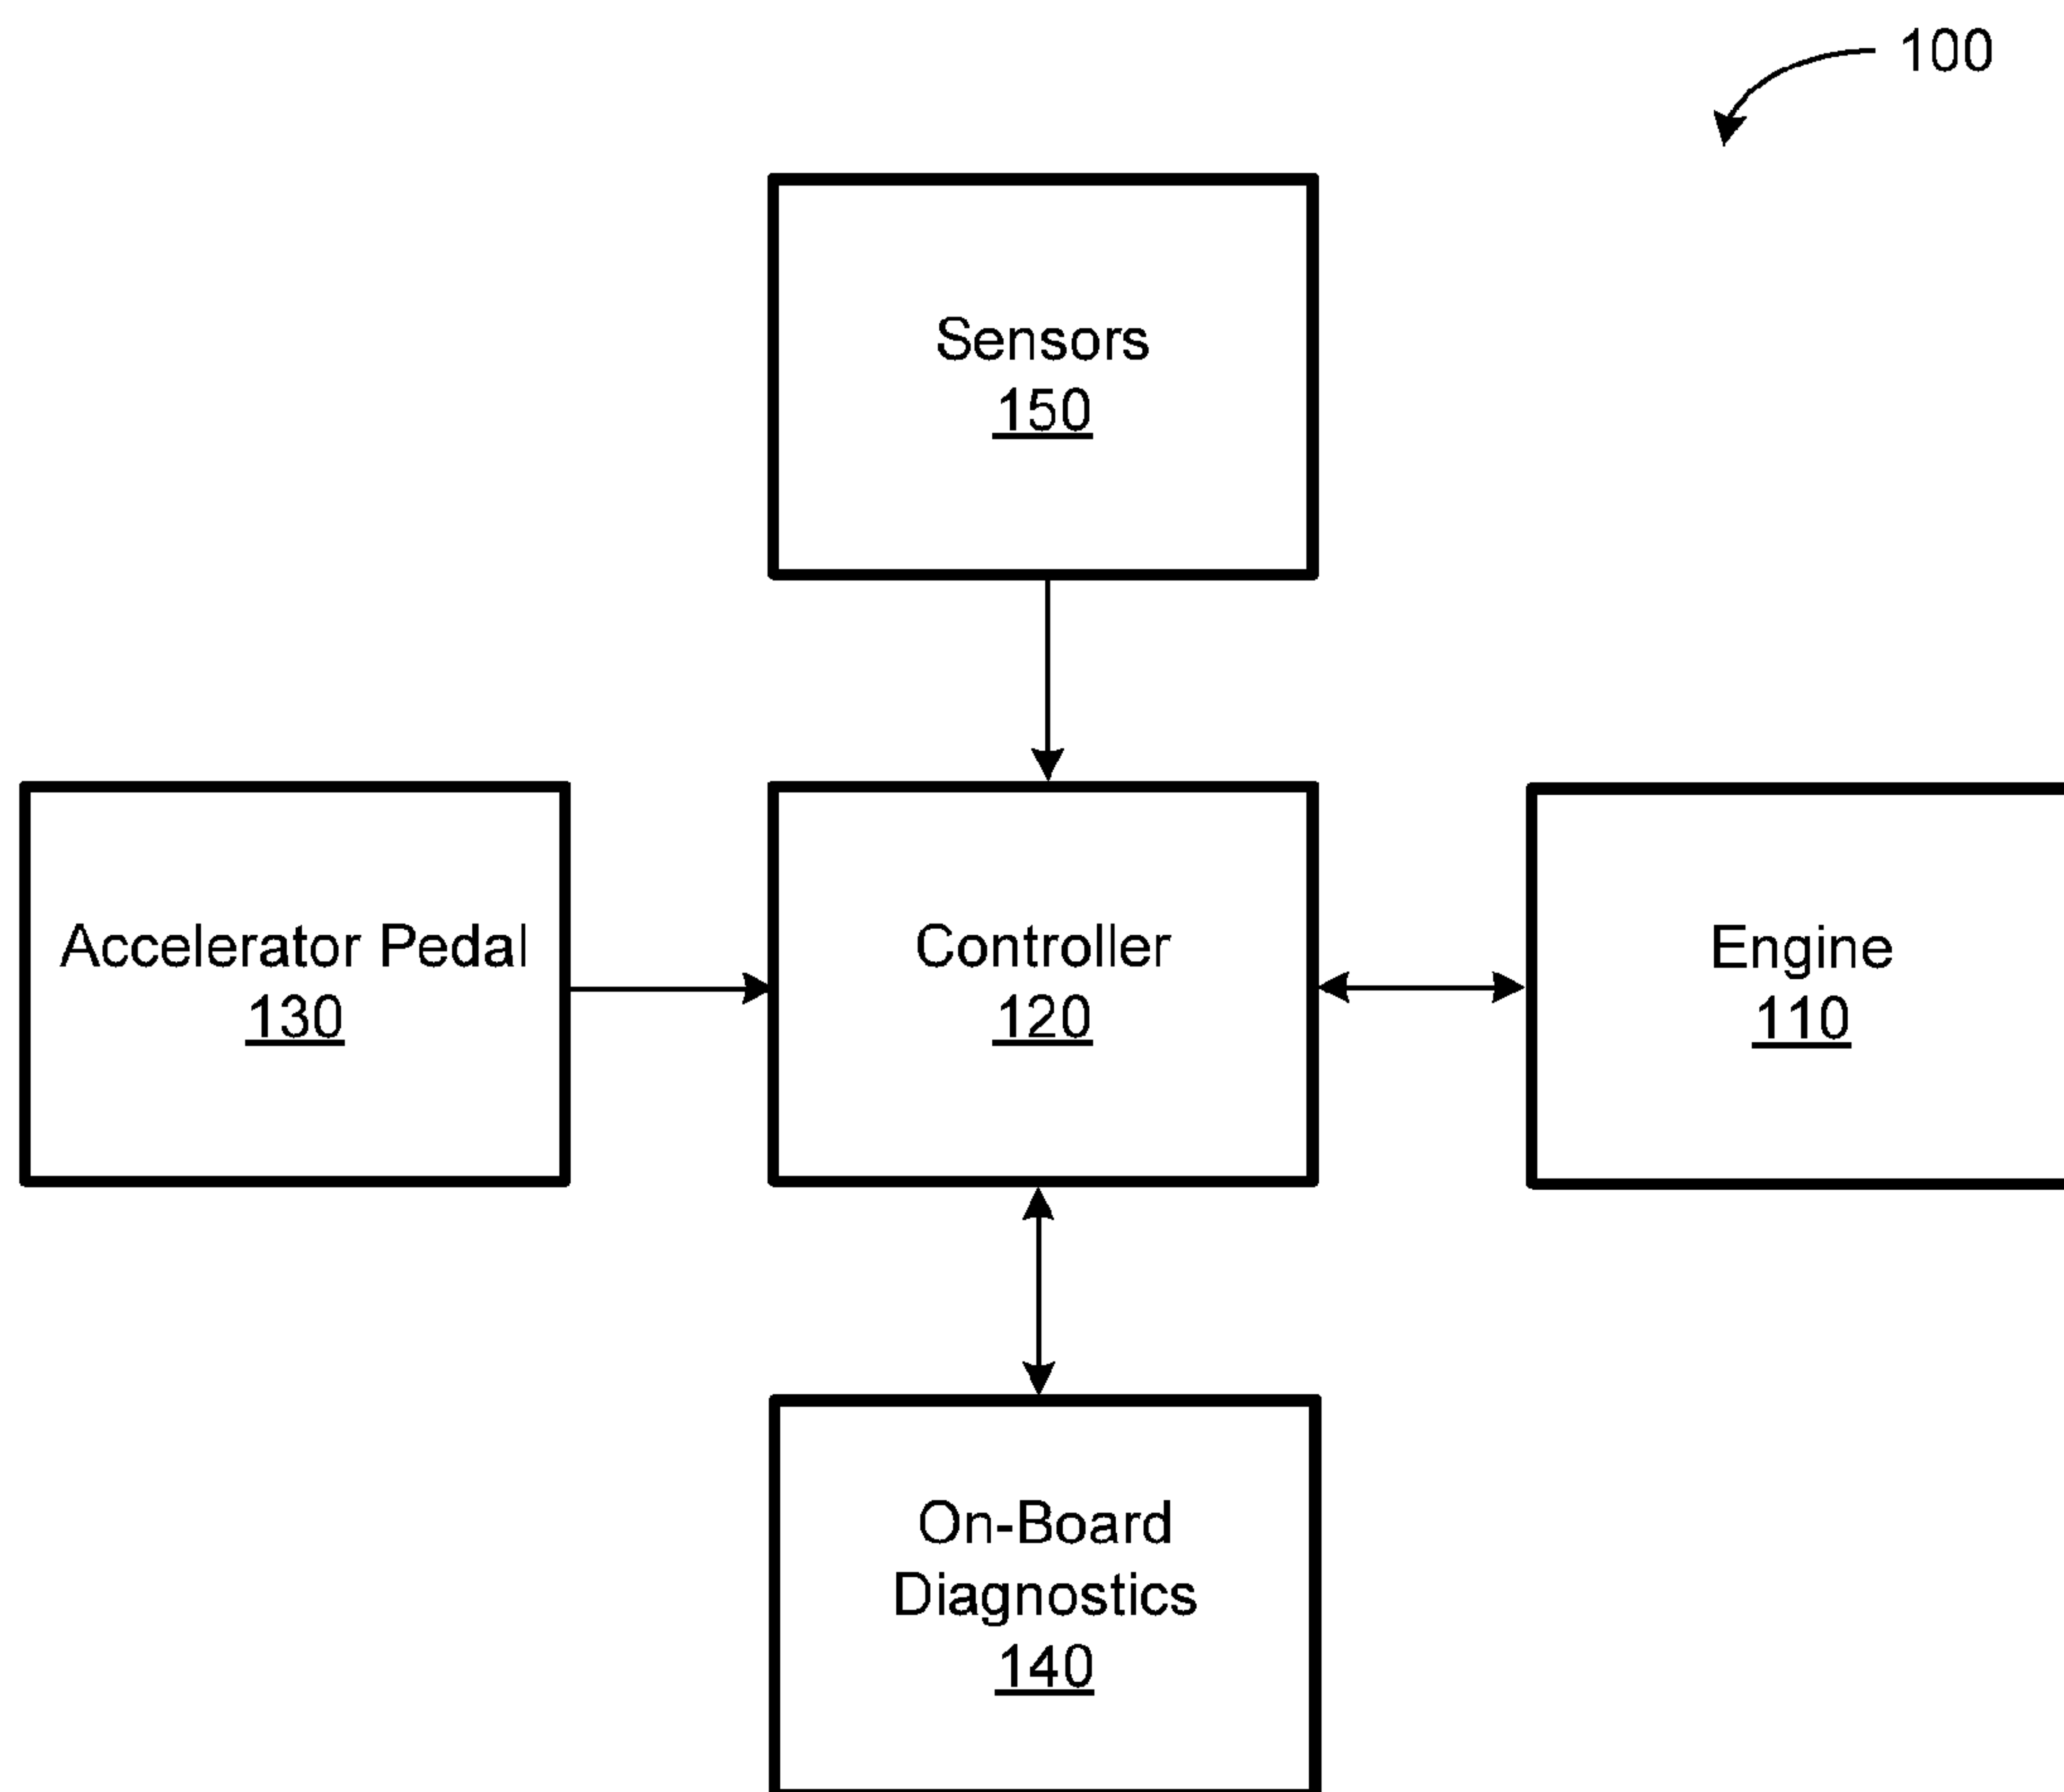 100
Sensors
150
Accelerator Pedal
130
Controller
120
Engine
110
On-Board
Diagnostics
140